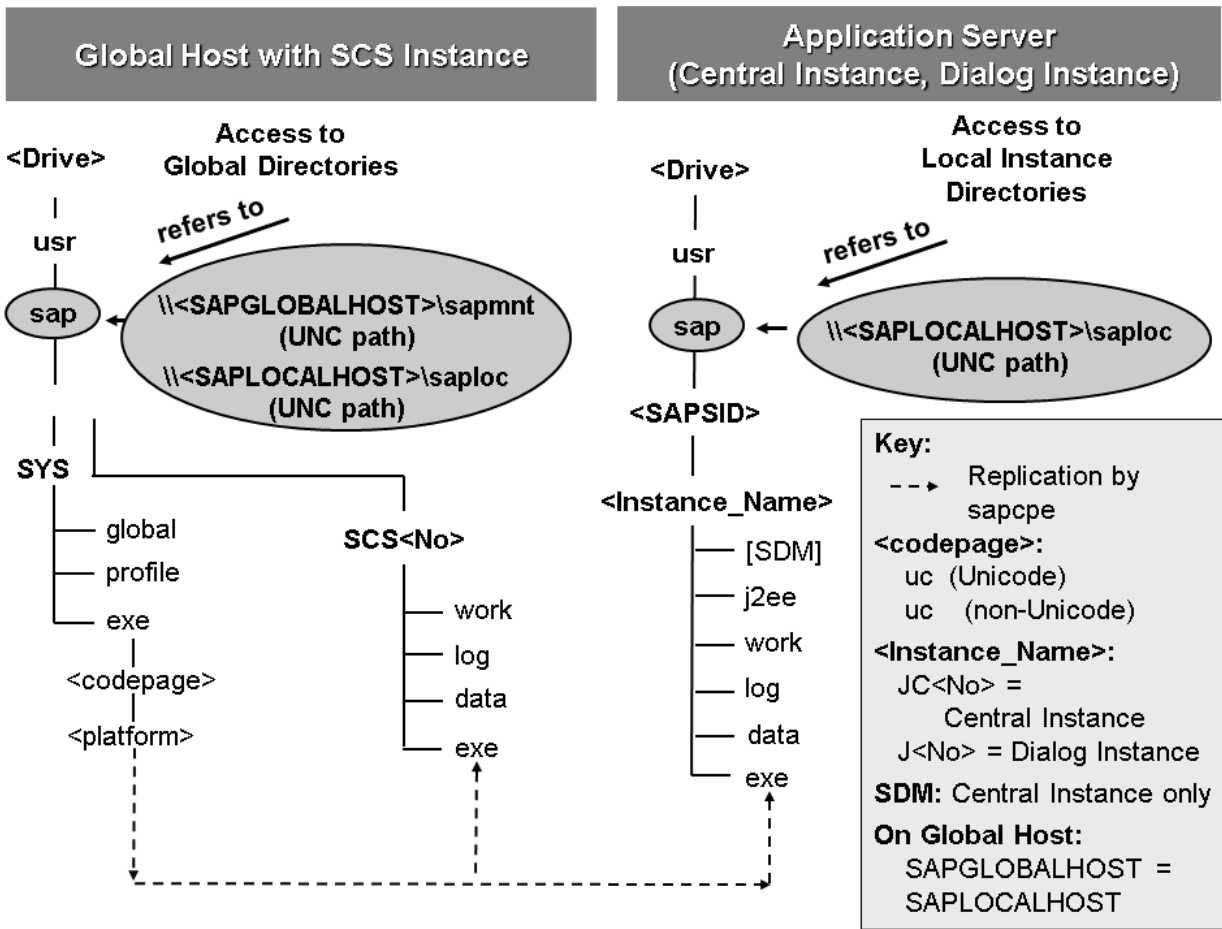 Global Host with SCS Instance
Application Server
(Central Instance, Dialog Instance)
<Drive>
Access to
Global Directories
refers to
usr
sap
\\<SAPGLOBALHOST>\sapmnt
(UNC path)
\\<SAPLOCALHOST>\saploc
(UNC path)
SYS
global
profile
exe
<codepage>
<platform>
SCS<No>
work
log
data
exe
<Drive>
Access to
Local Instance
Directories
refers to
usr
sap
\\<SAPLOCALHOST>\saploc
(UNC path)
<SAPSID>
<Instance_Name>
[SDM]
j2ee
work
log
data
exe
Key:
Replication by
sapcpe
<codepage>:
uc (Unicode)
uc (non-Unicode)
<Instance_Name>:
JC<No> =
Central Instance
J<No> = Dialog Instance
SDM: Central Instance only
On Global Host:
SAPGLOBALHOST =
SAPLOCALHOST